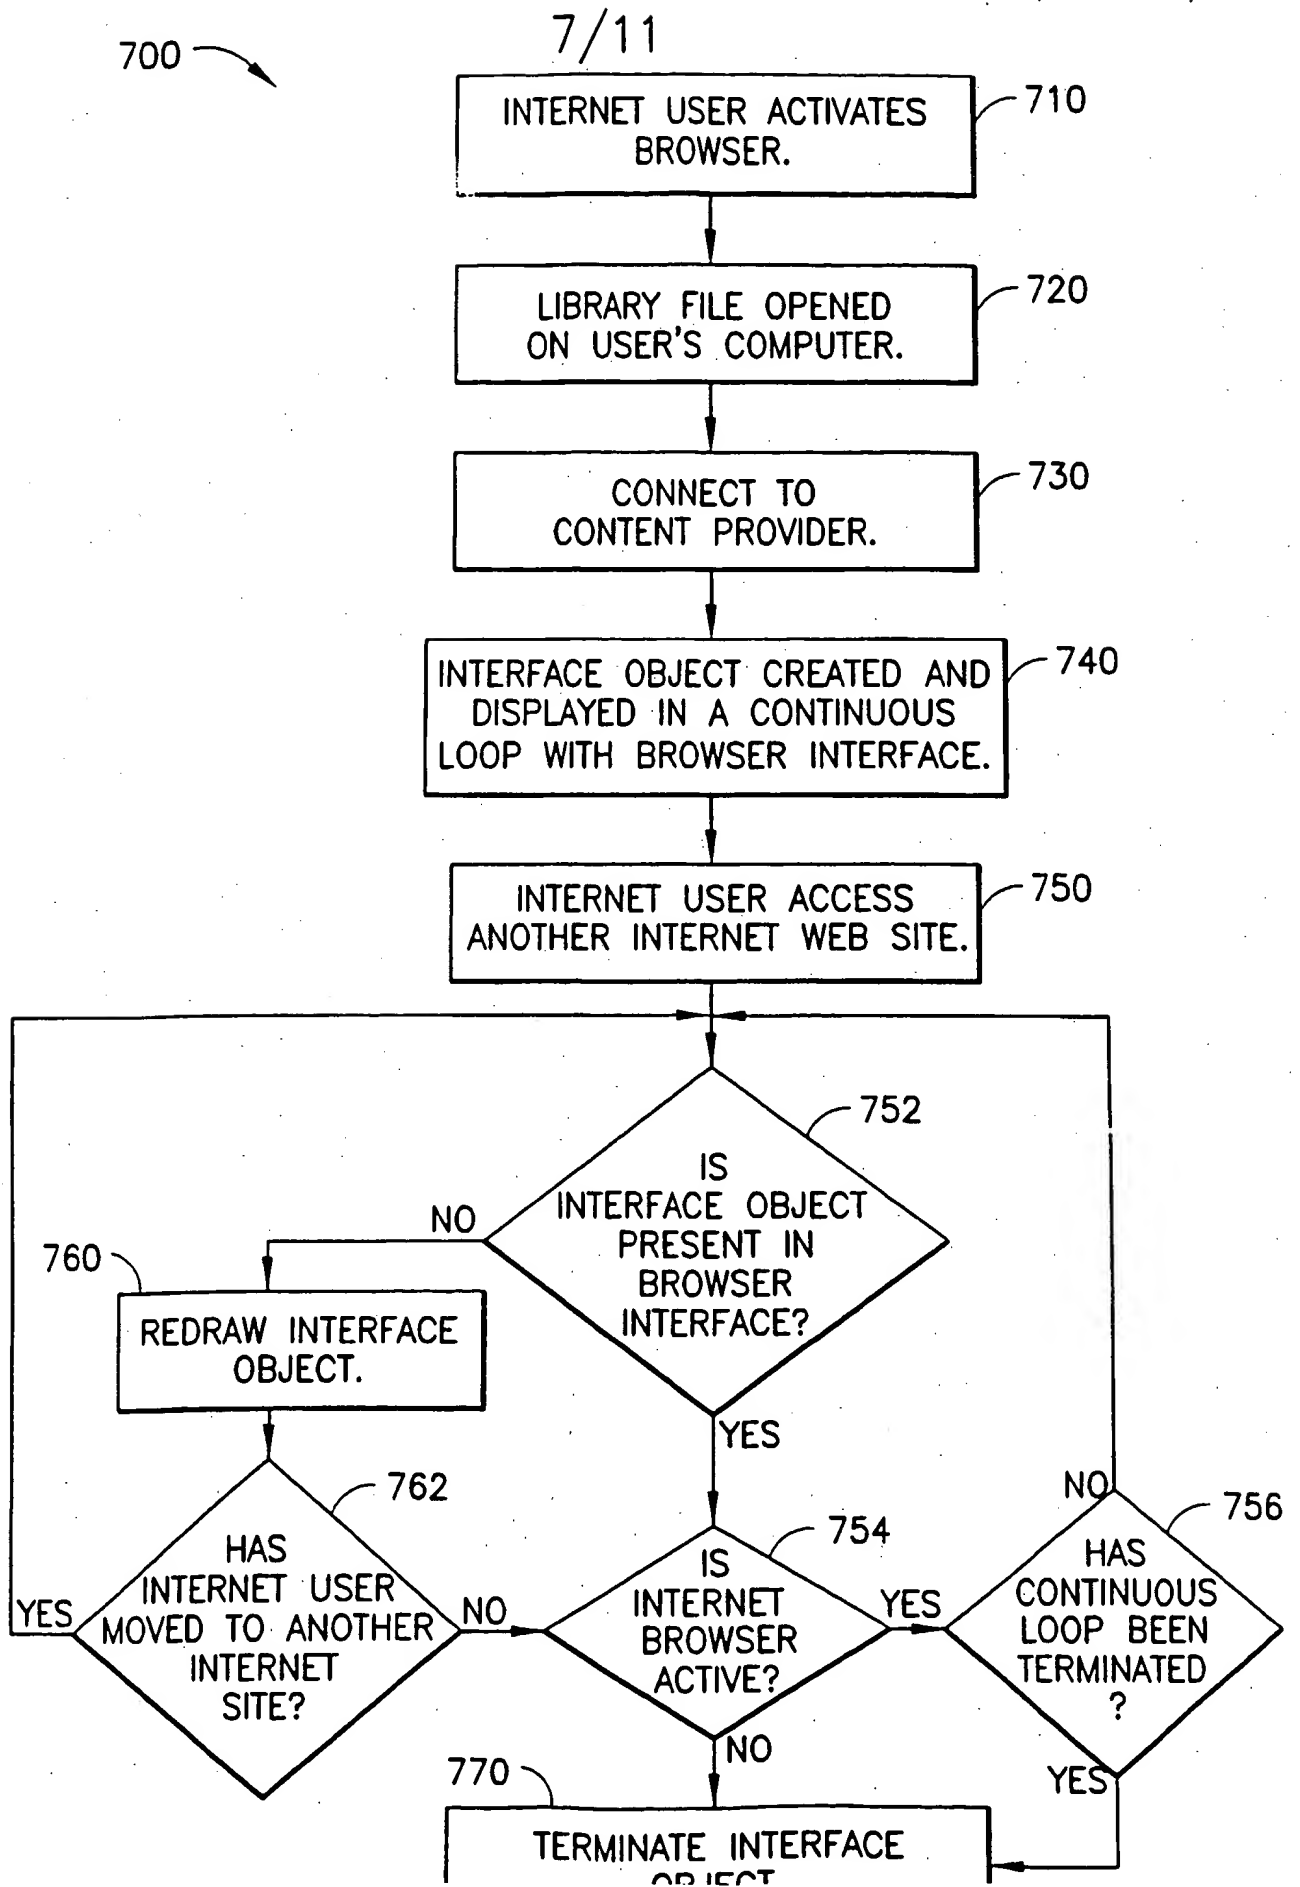 7/11
700
INTERNET USER ACTIVATES
BROWSER.
710
LIBRARY FILE OPENED
ON USER'S COMPUTER.
720
CONNECT TO
CONTENT PROVIDER.
730
INTERFACE OBJECT CREATED AND
DISPLAYED IN A CONTINUOUS
LOOP WITH BROWSER INTERFACE.
740
INTERNET USER ACCESS
ANOTHER INTERNET WEB SITE.
750
752
IS
INTERFACE OBJECT
PRESENT IN
BROWSER
INTERFACE?
NO
YES
760
REDRAW INTERFACE
OBJECT.
762
HAS
INTERNET USER
MOVED TO ANOTHER
INTERNET
SITE?
YES
NO
754
IS
INTERNET
BROWSER
ACTIVE?
YES
NO
756
HAS
CONTINUOUS
LOOP BEEN
TERMINATED
?
NO
YES
770
TERMINATE INTERFACE
OBJECT